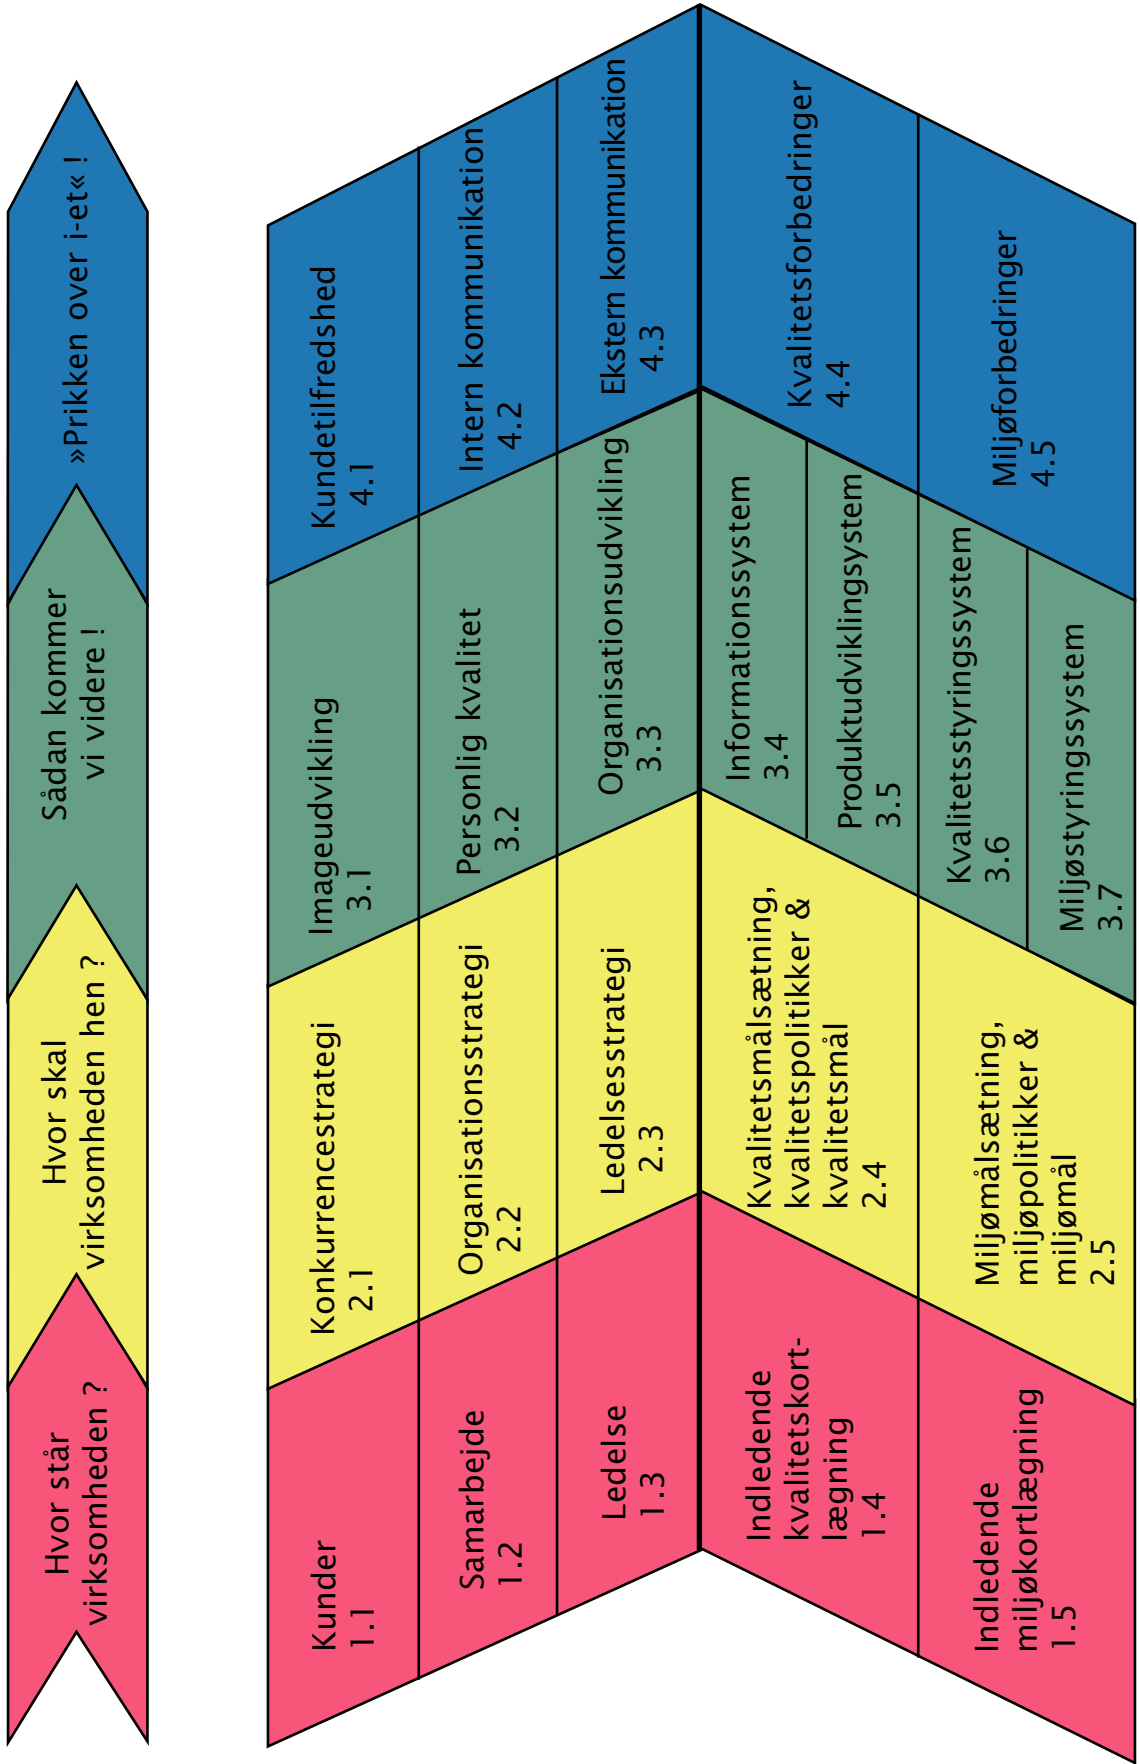 Hvor står
virksomheden ?
Hvor skal
virksomheden hen ?
Sådan kommer
vi videre !
»Prikken over i-et« !
Kunder
1.1
Samarbejde
1.2
Ledelse
1.3
Indledende
kvalitetskort-
lægning
1.4
Indledende
miljøkortlægning
1.5
Konkurrencestrategi
2.1
Organisationsstrategi
2.2
Ledelsesstrategi
2.3
Kvalitetsmålsætning,
kvalitetspolitikker &
kvalitetsmål
2.4
Miljømålsætning,
miljøpolitikker &
miljømål
2.5
Imageudvikling
3.1
Personlig kvalitet
3.2
Organisationsudvikling
3.3
Informationssystem
3.4
Produktudviklingsystem
3.5
Kvalitetsstyringssystem
3.6
Miljøstyringssystem
3.7
Kundetilfredshed
4.1
Intern kommunikation
4.2
Ekstern kommunikation
4.3
Kvalitetsforbedringer
4.4
Miljøforbedringer
4.5